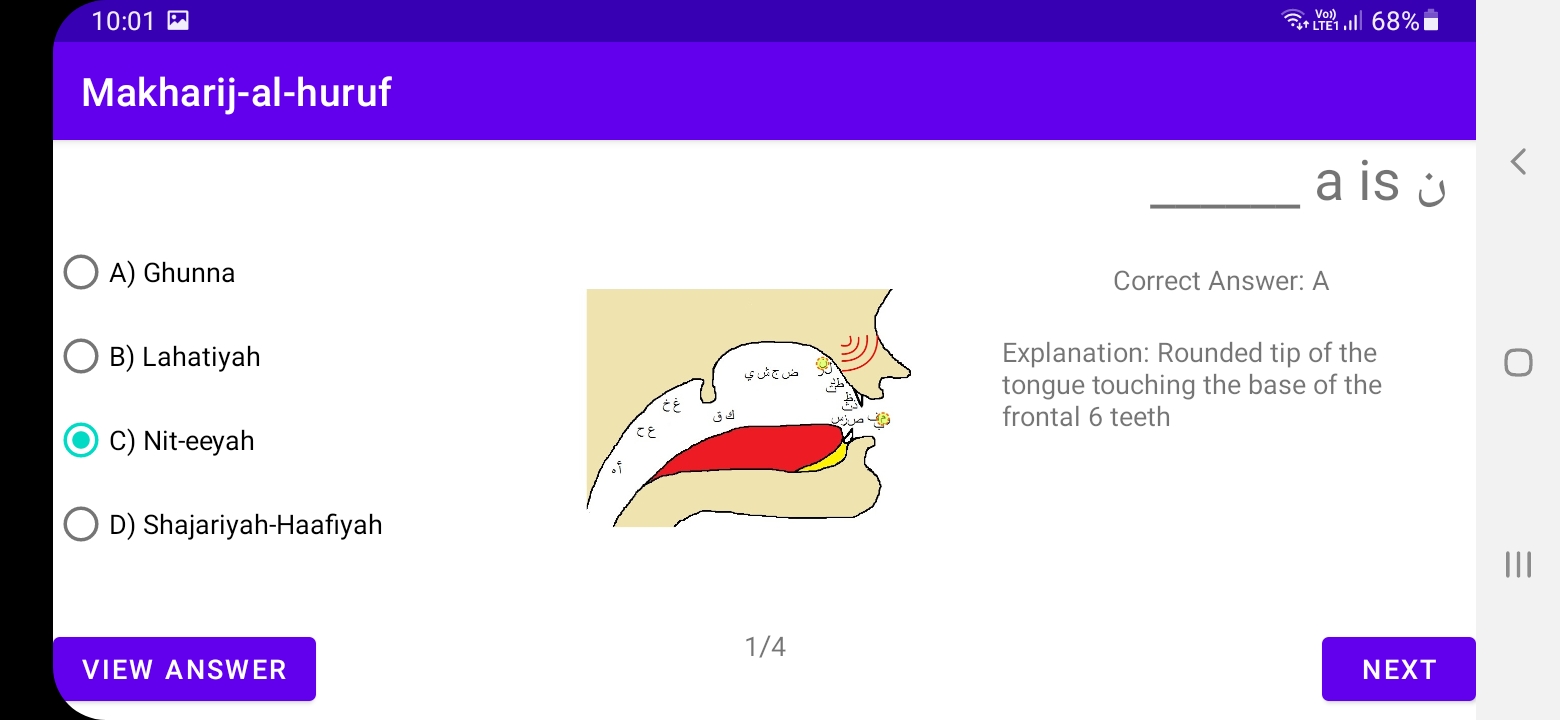 10:01
Vo)) LTE1 68%
Makharij-al-huruf
ن is a ______
A) Ghunna
B) Lahatiyah
C) Nit-eeyah
D) Shajariyah-Haafiyah
ض ج ش ي
غ خ
ع ح
أ ه
ق ك
ص ز س
Correct Answer: A
Explanation: Rounded tip of the
tongue touching the base of the
frontal 6 teeth
1/4
VIEW ANSWER
NEXT